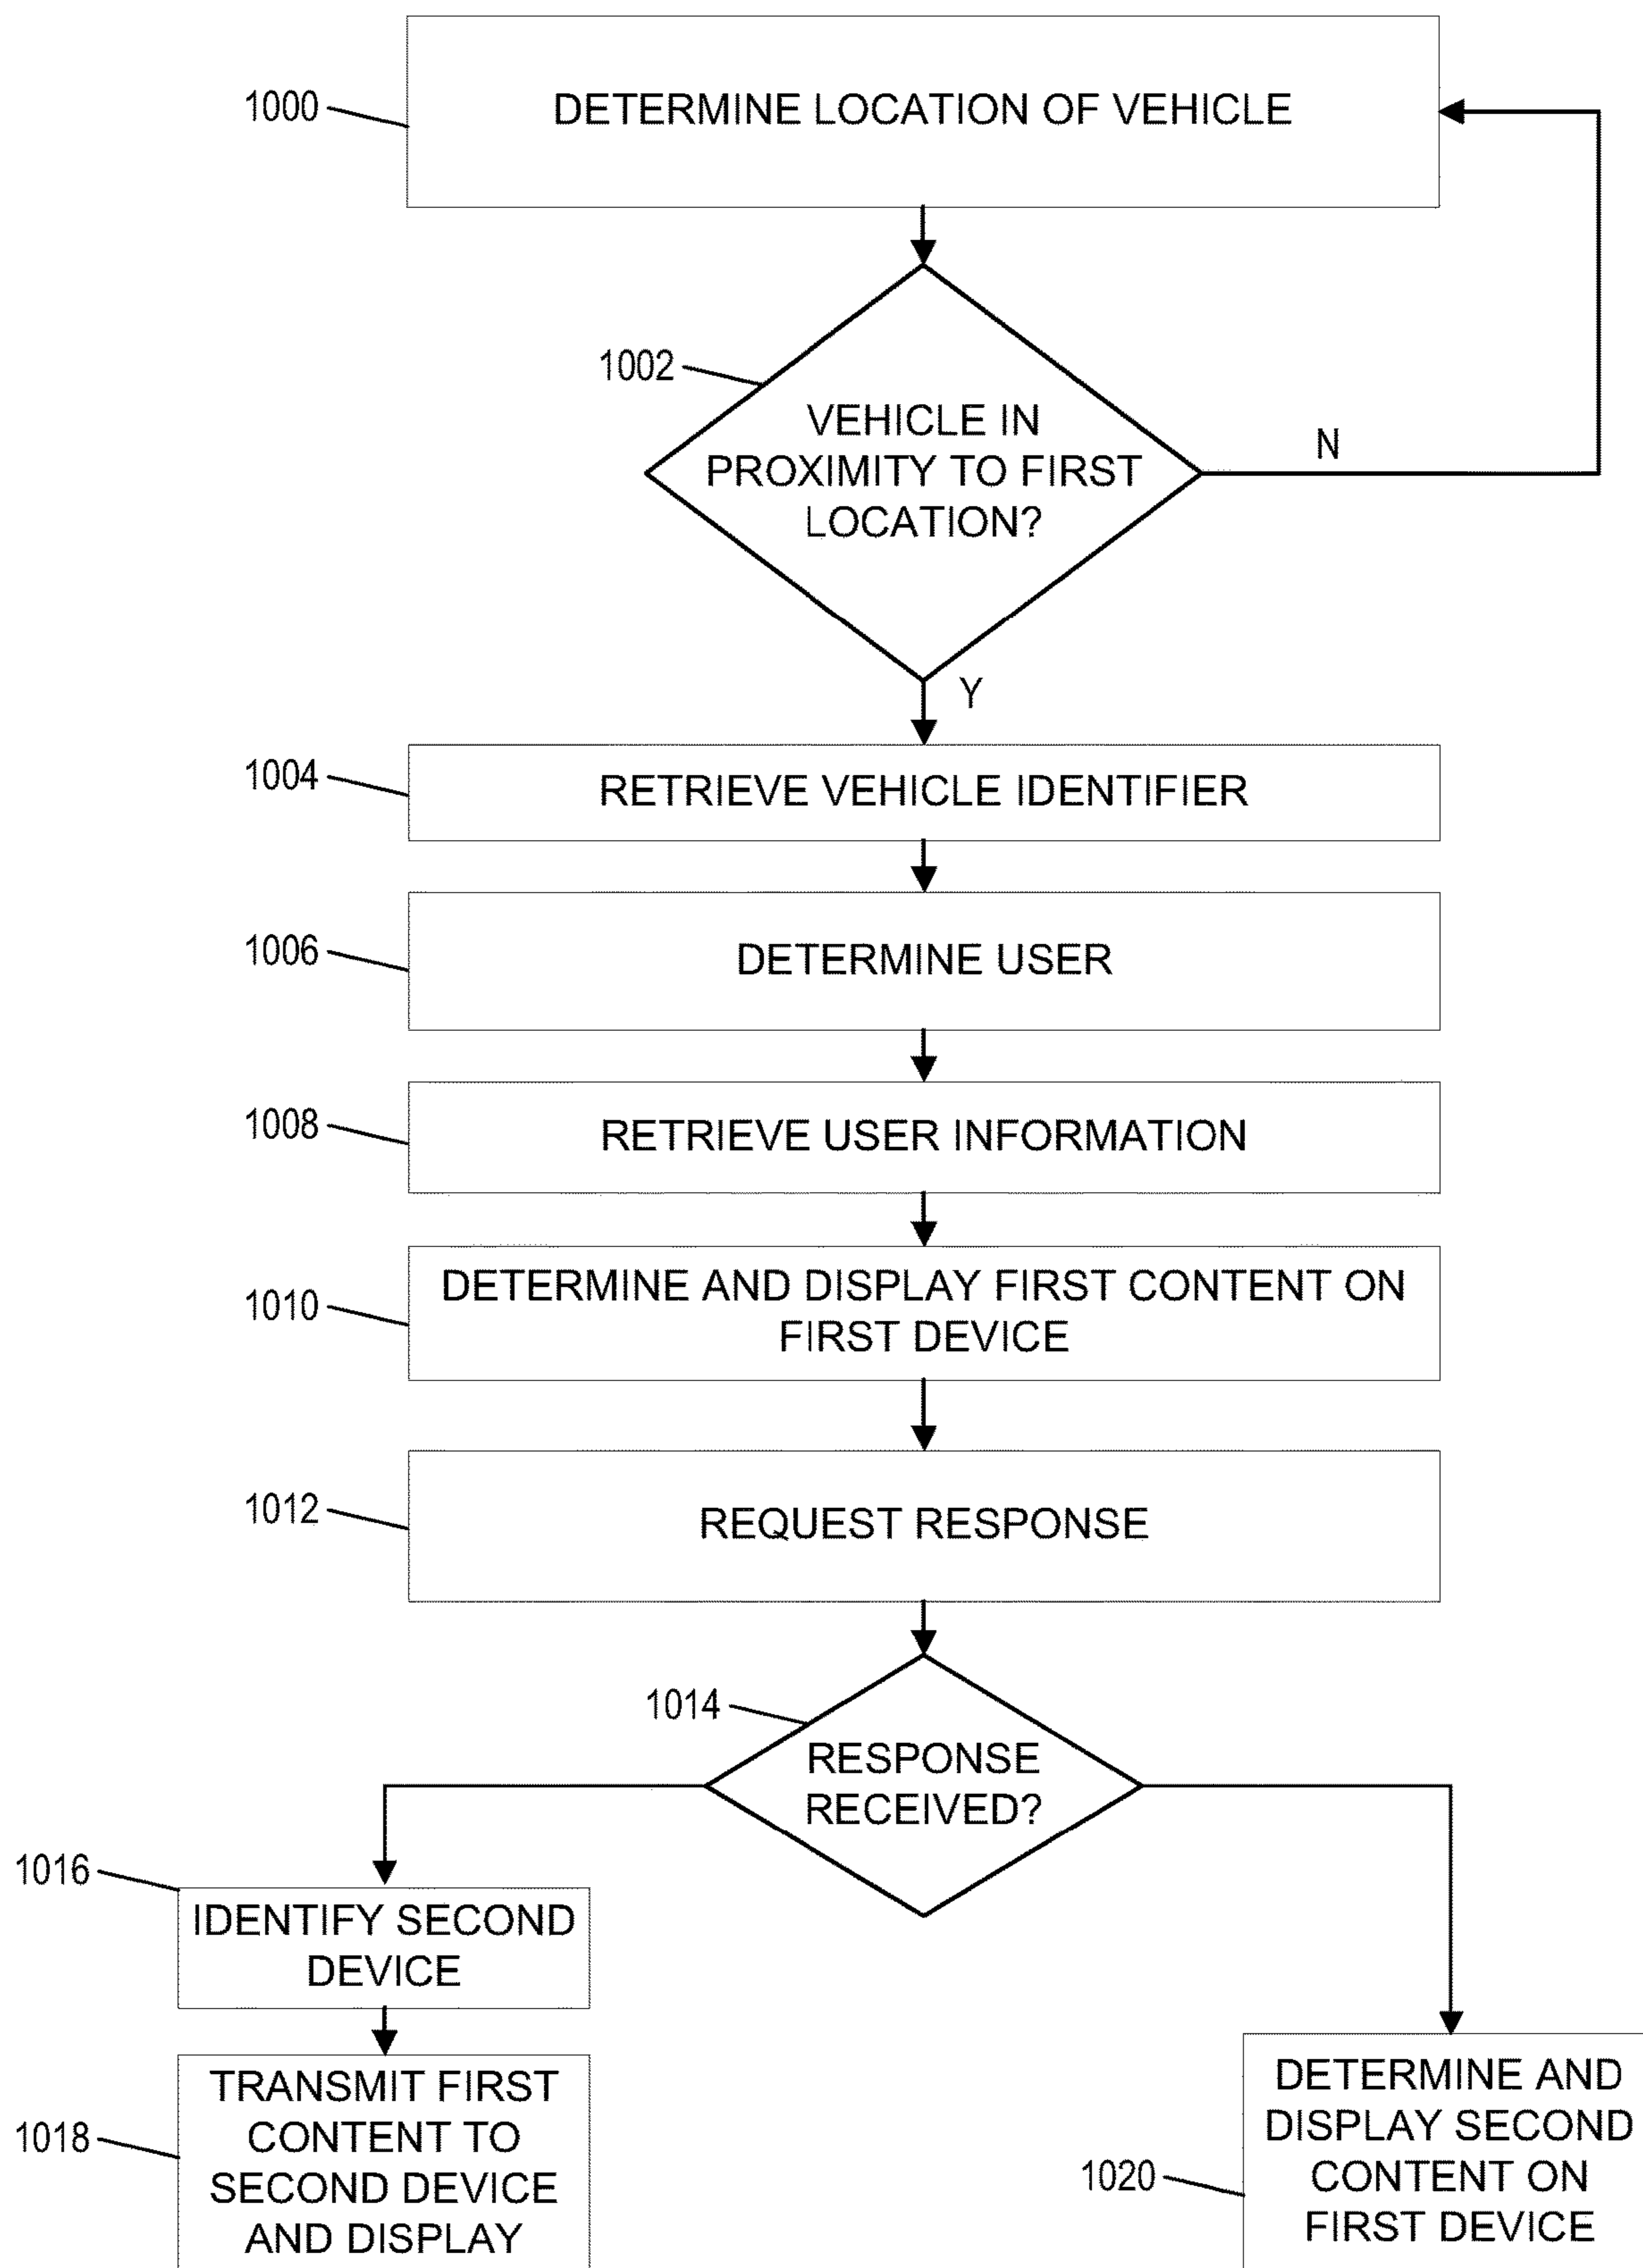 1000
DETERMINE LOCATION OF VEHICLE
1002
VEHICLE IN
PROXIMITY TO FIRST
LOCATION?
N
Y
1004
RETRIEVE VEHICLE IDENTIFIER
1006
DETERMINE USER
1008
RETRIEVE USER INFORMATION
1010
DETERMINE AND DISPLAY FIRST CONTENT ON
FIRST DEVICE
1012
REQUEST RESPONSE
1014
RESPONSE
RECEIVED?
1016
IDENTIFY SECOND
DEVICE
1018
TRANSMIT FIRST
CONTENT TO
SECOND DEVICE
AND DISPLAY
1020
DETERMINE AND
DISPLAY SECOND
CONTENT ON
FIRST DEVICE